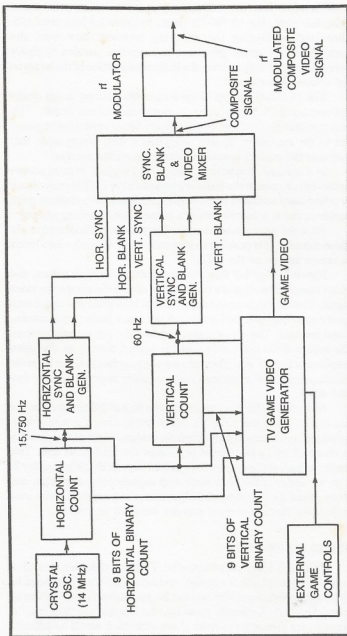 CRYSTAL
OSC.
(14 MHz)
HORIZONTAL
COUNT
15,750 Hz
HORIZONTAL
SYNC
AND BLANK
GEN.
HOR. SYNC
HOR. BLANK
VERT. SYNC
VERT. BLANK
GAME VIDEO
9 BITS OF
HORIZONTAL BINARY
COUNT
VERTICAL
COUNT
60 Hz
VERTICAL
SYNC
AND BLANK
GEN.
SYNC.
BLANK
&
VIDEO
MIXER
rf
MODULATOR
COMPOSITE
SIGNAL
rf
MODULATED
COMPOSITE
VIDEO
SIGNAL
9 BITS OF
VERTICAL
BINARY COUNT
EXTERNAL
GAME
CONTROLS
TV GAME VIDEO
GENERATOR